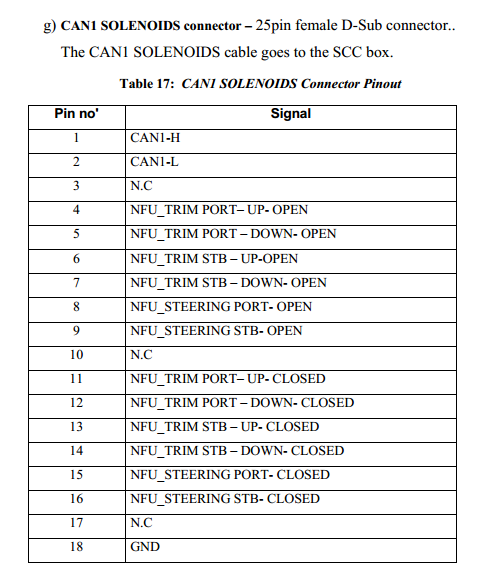 g) CAN1 SOLENOIDS connector – 25pin female D-Sub connector..
The CAN1 SOLENOIDS cable goes to the SCC box.
Table 17: CAN1 SOLENOIDS Connector Pinout
Pin no' Signal
1 CAN1-H
2 CAN1-L
3 N.C
4 NFU_TRIM PORT– UP- OPEN
5 NFU_TRIM PORT – DOWN- OPEN
6 NFU_TRIM STB – UP-OPEN
7 NFU_TRIM STB – DOWN- OPEN
8 NFU_STEERING PORT- OPEN
9 NFU_STEERING STB- OPEN
10 N.C
11 NFU_TRIM PORT– UP- CLOSED
12 NFU_TRIM PORT – DOWN- CLOSED
13 NFU_TRIM STB – UP- CLOSED
14 NFU_TRIM STB – DOWN- CLOSED
15 NFU_STEERING PORT- CLOSED
16 NFU_STEERING STB- CLOSED
17 N.C
18 GND